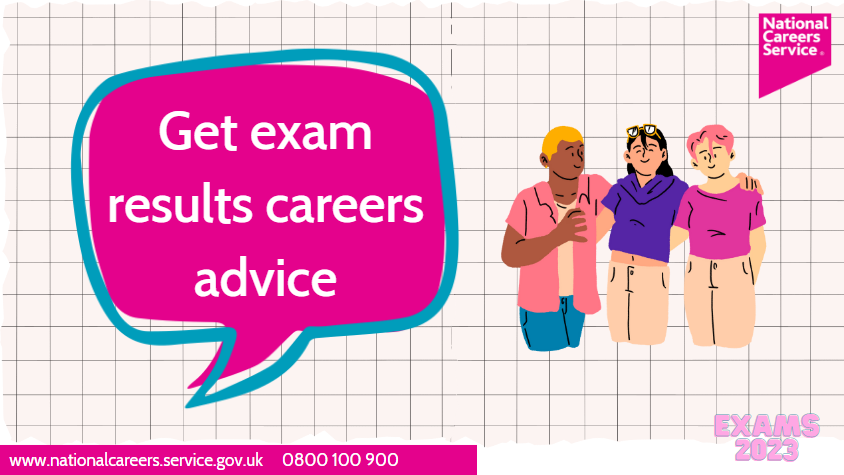 National
Careers
Service
Get exam
results careers
advice
EXAMS
2023
www.nationalcareers.service.gov.uk 0800 100 900